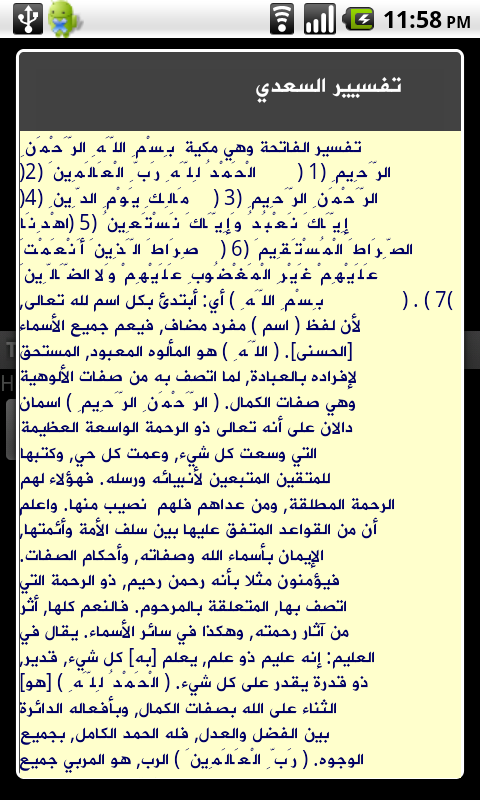 11:58 PM
تفسيير السعدي
تفسير الفاتحة وهي مكية بِسْمِ اللَّهِ الرَّحْمَنِ
الرَّحِيمِ (1) الْحَمْدُ لِلَّهِ رَبِّ الْعَالَمِينَ (2)
الرَّحْمَنِ الرَّحِيمِ (3) مَالِكِ يَوْمِ الدِّينِ (4)
إِيَّاكَ نَعْبُدُ وَإِيَّاكَ نَسْتَعِينُ (5) اهْدِنَا
الصِّرَاطَ الْمُسْتَقِيمَ (6) صِرَاطَ الَّذِينَ أَنْعَمْتَ
عَلَيْهِمْ غَيْرِ الْمَغْضُوبِ عَلَيْهِمْ وَلا الضَّالِّينَ
(7) . ( بِسْمِ اللَّهِ ) أي: أبتدئ بكل اسم لله تعالى,
لأن لفظ ( اسم ) مفرد مضاف, فيعم جميع الأسماء
[الحسنى]. ( اللَّهِ ) هو المألوه المعبود, المستحق
لإفراده بالعبادة, لما اتصف به من صفات الألوهية
وهي صفات الكمال. ( الرَّحْمَنِ الرَّحِيمِ ) اسمان
دالان على أنه تعالى ذو الرحمة الواسعة العظيمة
التي وسعت كل شيء, وعمت كل حي, وكتبها
للمتقين المتبعين لأنبيائه ورسله. فهؤلاء لهم
الرحمة المطلقة, ومن عداهم فلهم نصيب منها. واعلم
أن من القواعد المتفق عليها بين سلف الأمة وأئمتها,
الإيمان بأسماء الله وصفاته, وأحكام الصفات.
فيؤمنون مثلا بأنه رحمن رحيم, ذو الرحمة التي
اتصف بها, المتعلقة بالمرحوم. فالنعم كلها, أثر
من آثار رحمته, وهكذا في سائر الأسماء. يقال في
العليم: إنه عليم ذو علم, يعلم [به] كل شيء, قدير,
ذو قدرة يقدر على كل شيء. ( الْحَمْدُ لِلَّهِ ) [هو]
الثناء على الله بصفات الكمال, وبأفعاله الدائرة
بين الفضل والعدل, فله الحمد الكامل, بجميع
الوجوه. ( رَبِّ الْعَالَمِينَ ) الرب, هو المربي جميع